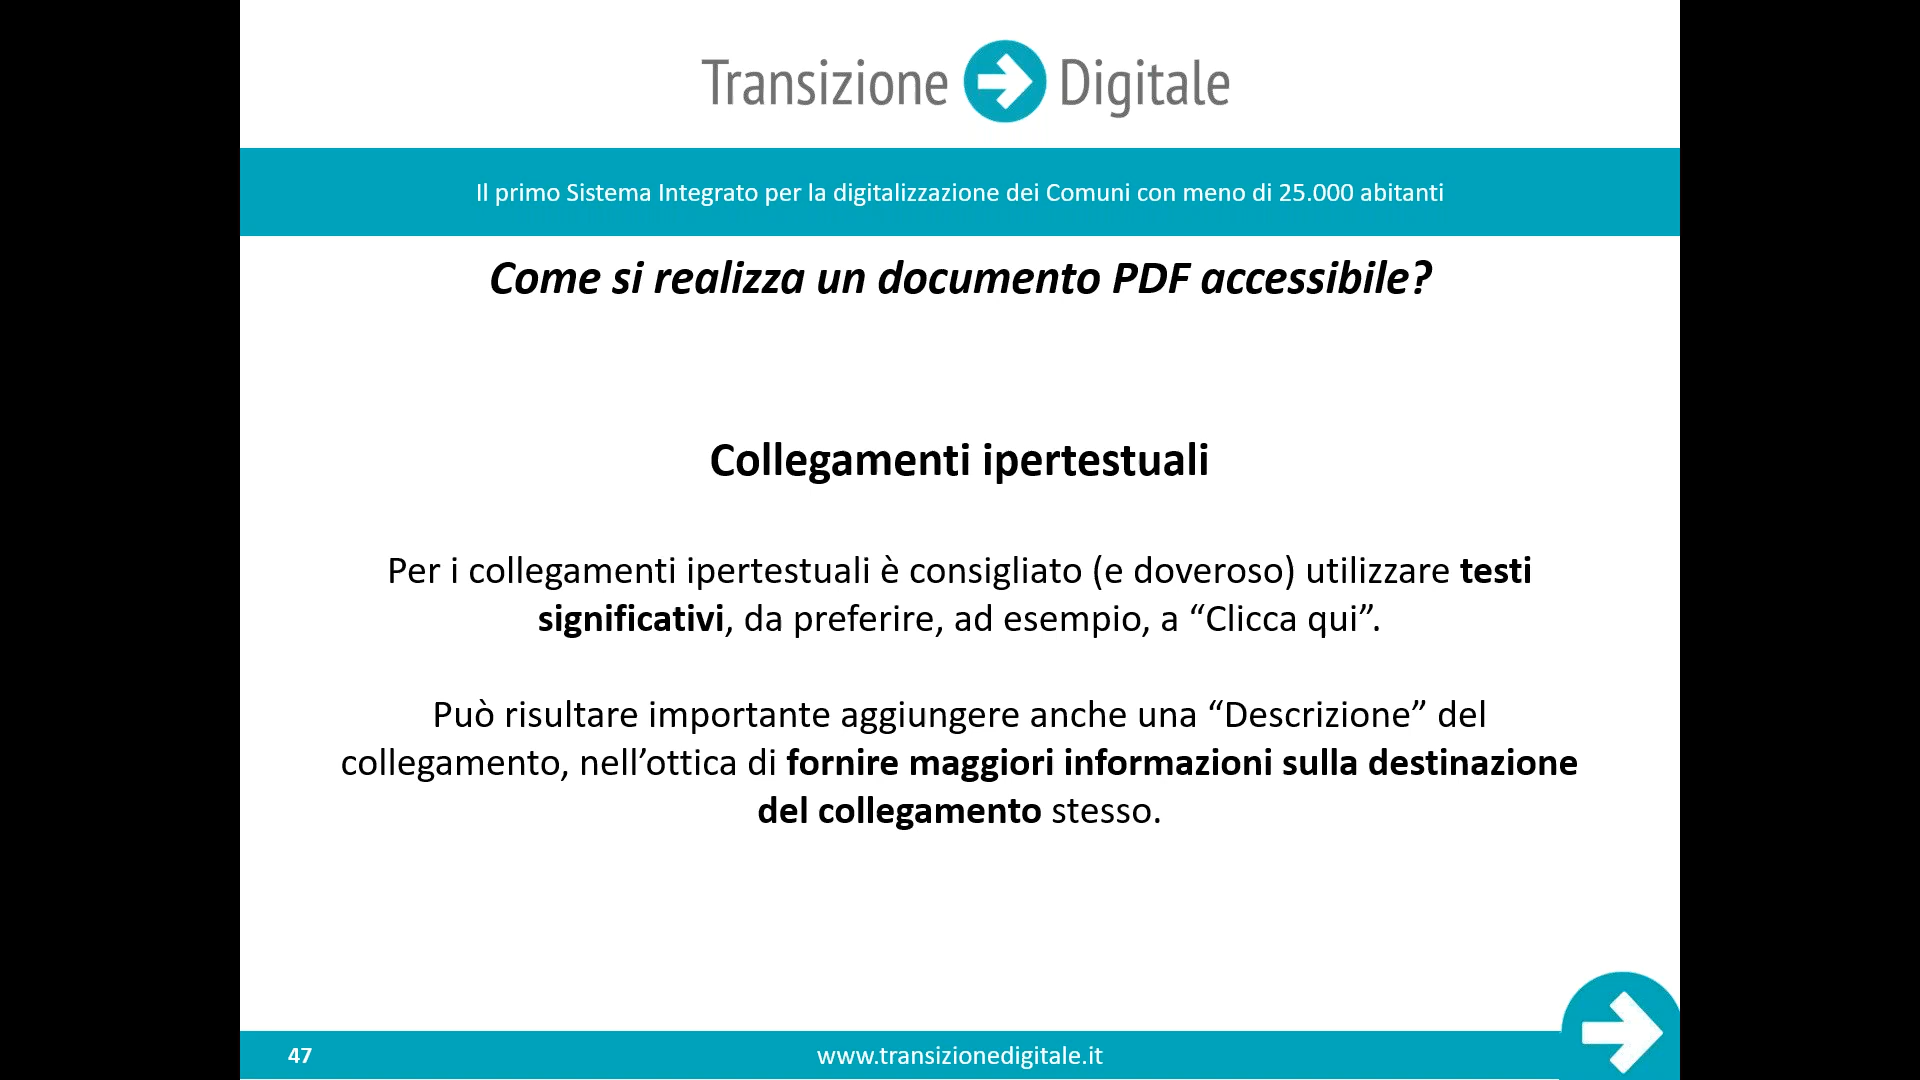 Transizione Digitale
Il primo Sistema Integrato per la digitalizzazione dei Comuni con meno di 25.000 abitanti
Come si realizza un documento PDF accessibile?
Collegamenti ipertestuali
Per i collegamenti ipertestuali è consigliato (e doveroso) utilizzare testi
significativi, da preferire, ad esempio, a “Clicca qui”.
Può risultare importante aggiungere anche una “Descrizione” del
collegamento, nell’ottica di fornire maggiori informazioni sulla destinazione
del collegamento stesso.
47
www.transizionedigitale.it